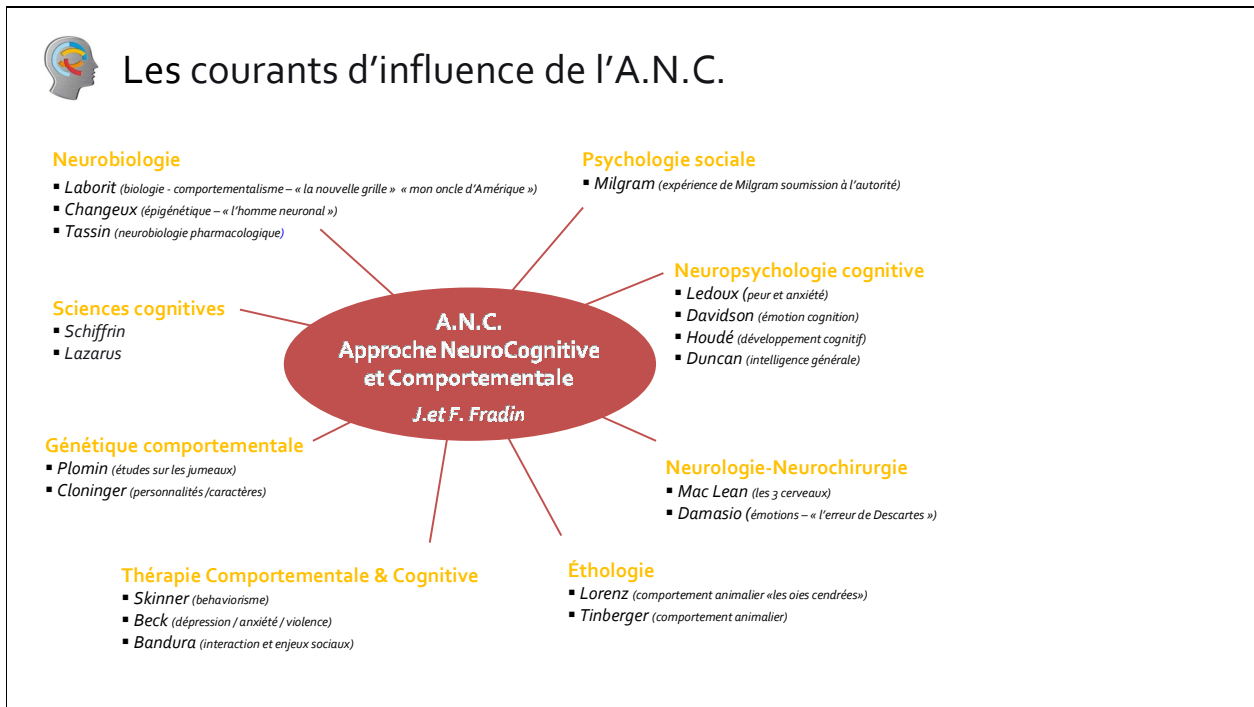 Les courants d'influence de l'A.N.C.
Neurobiologie
▪ Laborit (biologie - comportementalisme – « la nouvelle grille » « mon oncle d'Amérique »)
▪ Changeux (épigénétique – « l'homme neuronal »)
▪ Tassin (neurobiologie pharmacologique)
Psychologie sociale
▪ Milgram (expérience de Milgram soumission à l'autorité)
Neuropsychologie cognitive
▪ Ledoux (peur et anxiété)
▪ Davidson (émotion cognition)
▪ Houdé (développement cognitif)
▪ Duncan (intelligence générale)
Sciences cognitives
▪ Schiffrin
▪ Lazarus
A.N.C.
Approche NeuroCognitive
et Comportementale
J.et F. Fradin
Génétique comportementale
▪ Plomin (études sur les jumeaux)
▪ Cloninger (personnalités /caractères)
Neurologie-Neurochirurgie
▪ Mac Lean (les 3 cerveaux)
▪ Damasio (émotions – « l'erreur de Descartes »)
Thérapie Comportementale & Cognitive
▪ Skinner (behaviorisme)
▪ Beck (dépression / anxiété / violence)
▪ Bandura (interaction et enjeux sociaux)
Éthologie
▪ Lorenz (comportement animalier «les oies cendrées»)
▪ Tinberger (comportement animalier)